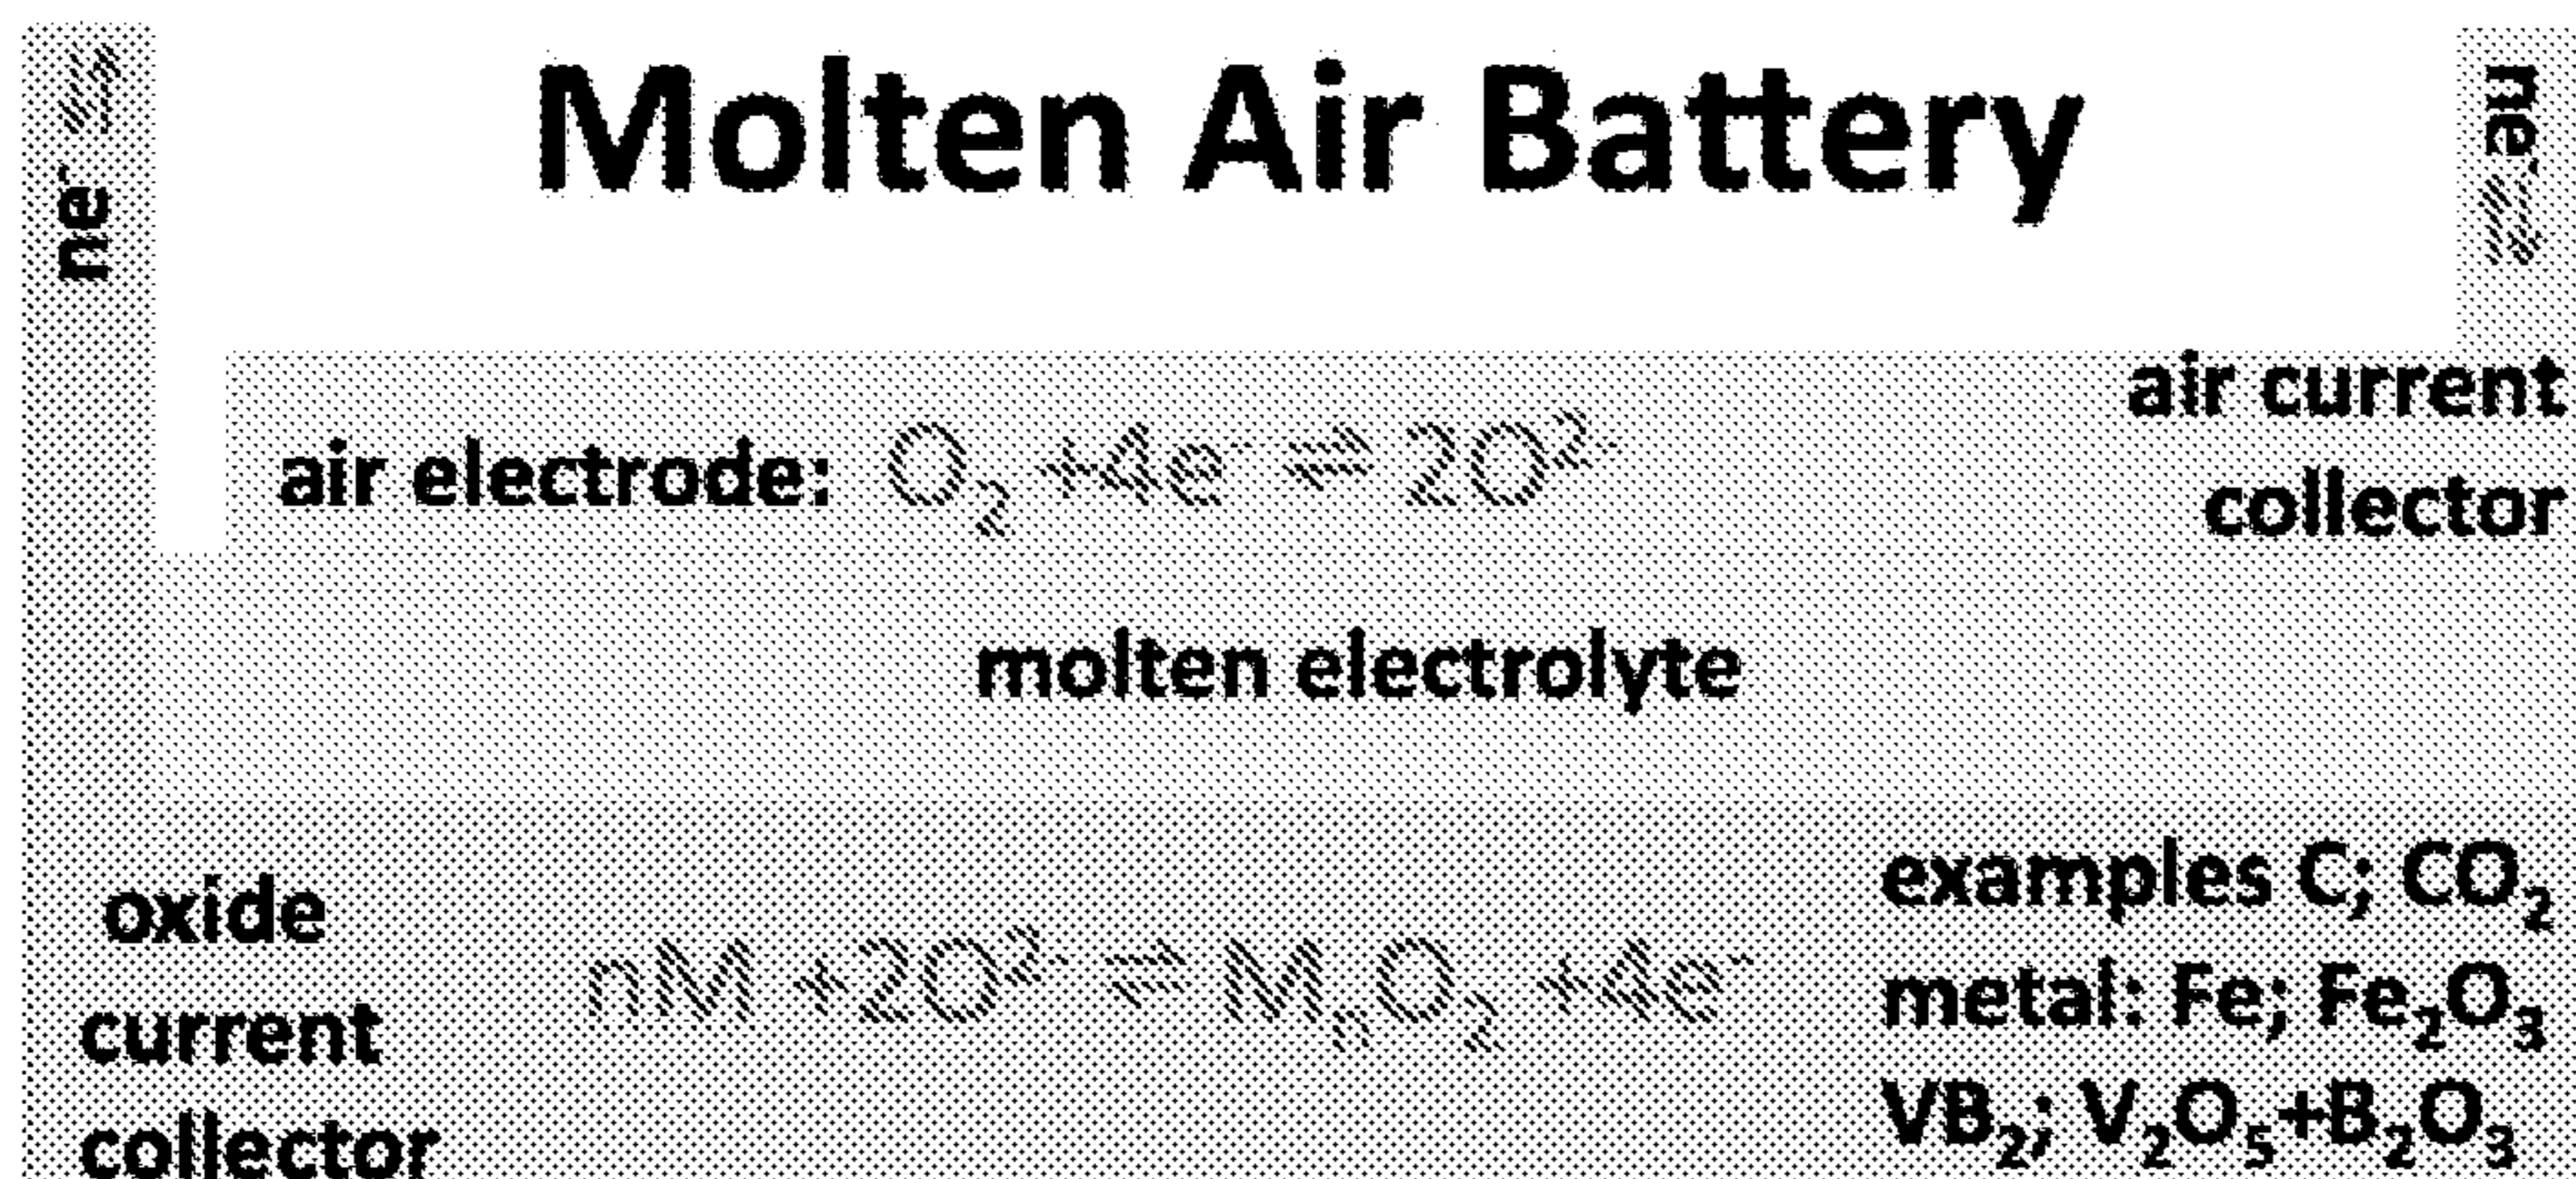 Molten Air Battery
ne⁻ ⇌
ne⁻ ⇌
air current
collector
air electrode: O₂ +4e⁻ ⇌ 2O²⁻
molten electrolyte
oxide
current
collector
nM +2O²⁻ ⇌ MₙO₂ +4e⁻
examples C; CO₂
metal: Fe; Fe₂O₃
VB₂; V₂O₅+B₂O₃